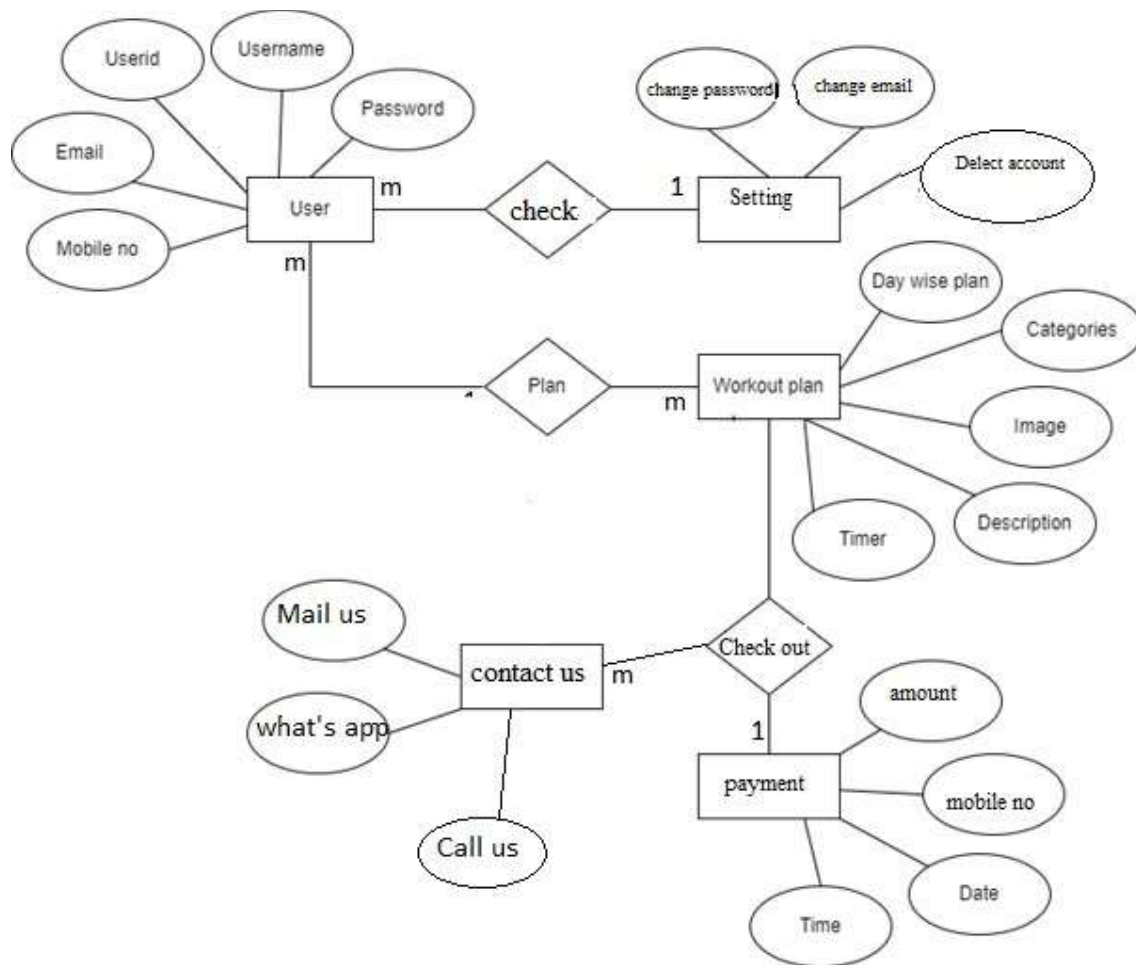 Userid
Username
Password
Email
Mobile no
User
m
check
1
Setting
change password
change email
Delect account
m
Plan
m
Workout plan
Day wise plan
Categories
Image
Description
Timer
Mail us
what's app
Call us
contact us
m
Check out
1
payment
amount
mobile no
Date
Time